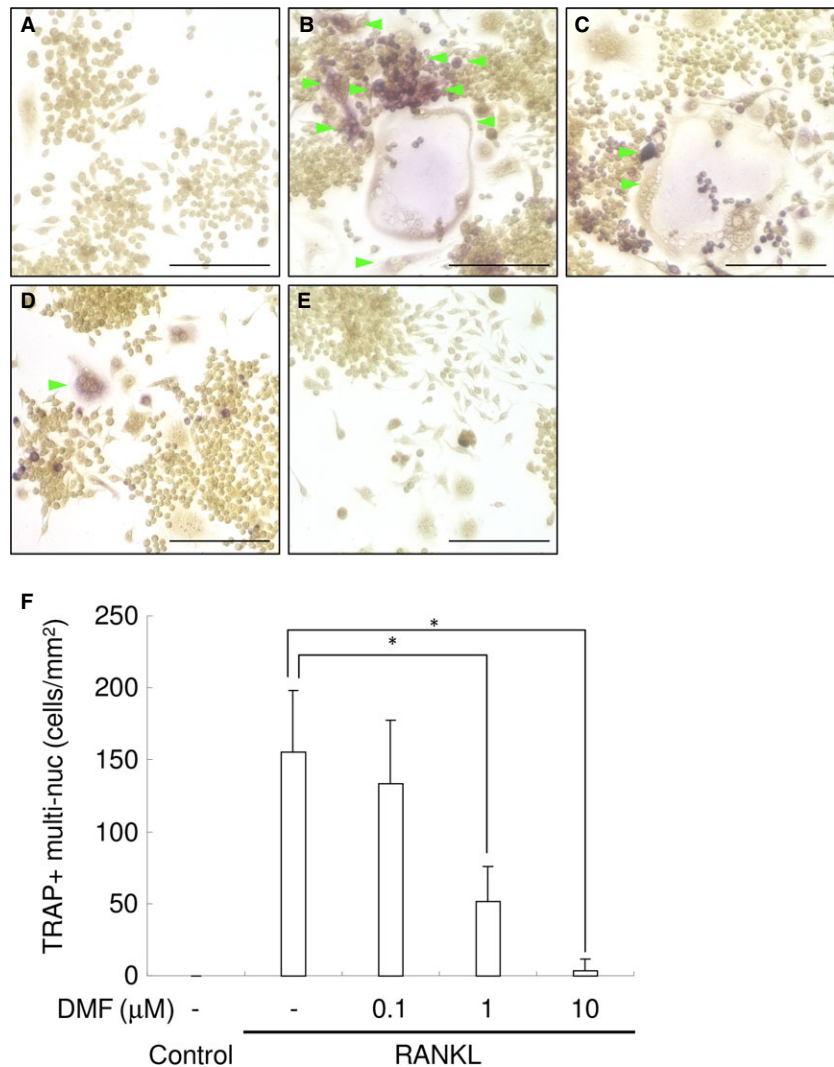 A
B
C
D
E
F
250
200
150
100
50
0
TRAP+ multi-nuc (cells/mm²)
*
*
DMF (μM) - - 0.1 1 10
Control RANKL